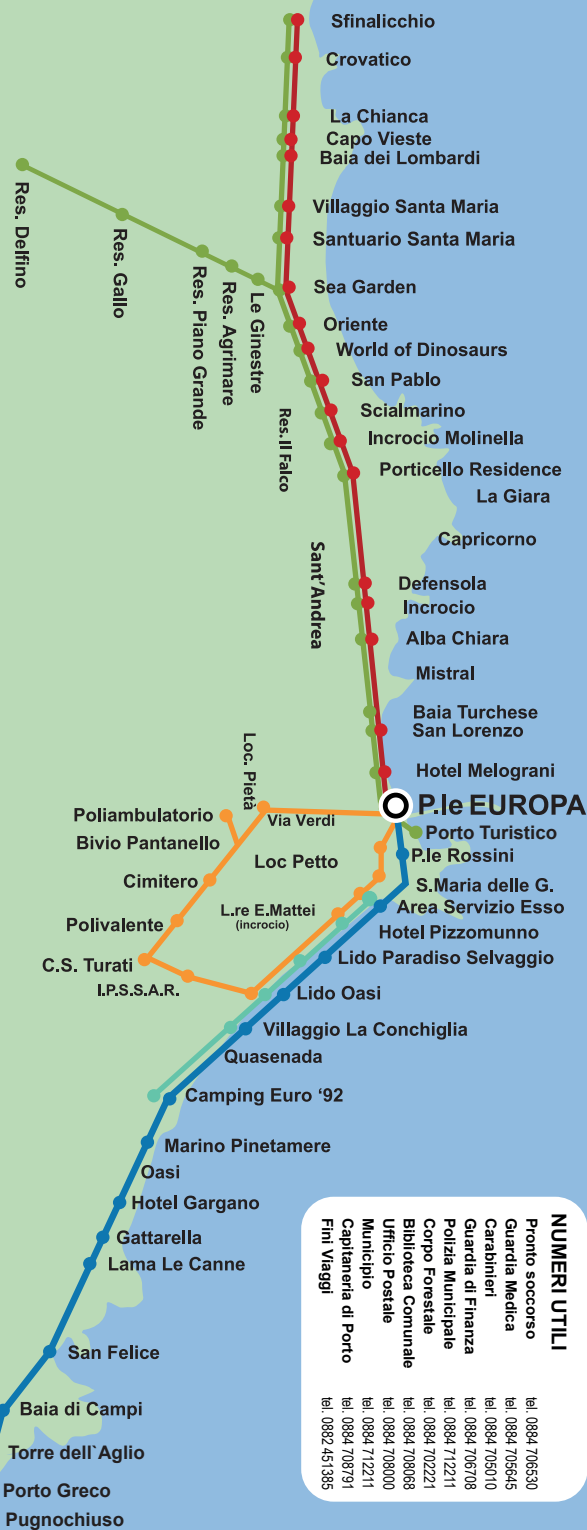 Sfinalicchio
Crovatico
La Chianca
Capo Vieste
Baia dei Lombardi
Villaggio Santa Maria
Santuario Santa Maria
Sea Garden
Res. Delfino
Res. Gallo
Res. Piano Grande
Res. Agrimare
Le Ginestre
Oriente
World of Dinosaurs
San Pablo
Scialmarino
Res. Il Falco
Incrocio Molinella
Porticello Residence
La Giara
Capricorno
Sant'Andrea
Defensola
Incrocio
Alba Chiara
Mistral
Baia Turchese
San Lorenzo
Hotel Melograni
P.le EUROPA
Porto Turistico
P.le Rossini
Loc. Pietà
Via Verdi
Poliambulatorio
Bivio Pantanello
Loc Petto
Cimitero
S.Maria delle G.
Area Servizio Esso
L.re E.Mattei
(incrocio)
Polivalente
Hotel Pizzomunno
Lido Paradiso Selvaggio
C.S. Turati
I.P.S.S.A.R.
Lido Oasi
Villaggio La Conchiglia
Quasenada
Camping Euro ‘92
Marino Pinetamere
Oasi
Hotel Gargano
Gattarella
Lama Le Canne
San Felice
Baia di Campi
Torre dell`Aglio
Porto Greco
Pugnochiuso
NUMERI UTILI
Pronto soccorso tel. 0884 706530
Guardia Medica tel. 0884 705645
Carabinieri tel. 0884 705010
Guardia di Finanza tel. 0884 706708
Polizia Municipale tel. 0884 712211
Corpo Forestale tel. 0884 702221
Biblioteca Comunale tel. 0884 708068
Ufficio Postale tel. 0884 708000
Municipio tel. 0884 712211
Capitaneria di Porto tel. 0884 708791
Fini Viaggi tel. 0882 451385